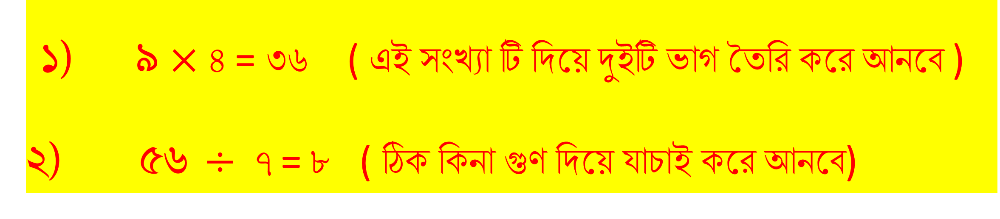 ১) ৯ × ৪ = ৩৬ ( এই সংখ্যা টি দিয়ে দুইটি ভাগ তৈরি করে আনবে )
২) ৫৬ ÷ ৭ = ৮ ( ঠিক কিনা গুণ দিয়ে যাচাই করে আনবে)